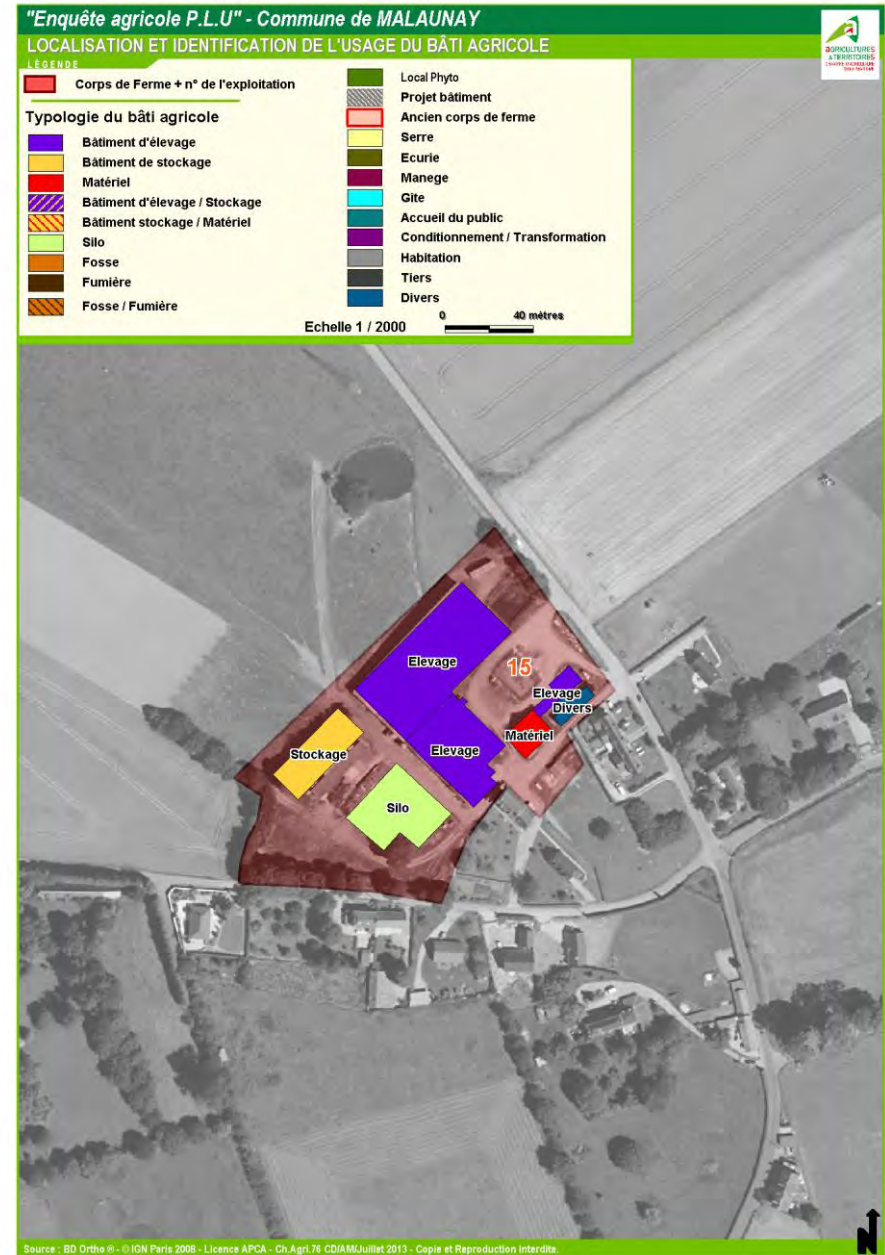 "Enquête agricole P.L.U" - Commune de MALAUNAY
LOCALISATION ET IDENTIFICATION DE L'USAGE DU BÂTI AGRICOLE
AGRICULTURES
& TERRITOIRES
LÉGENDE
Corps de Ferme + n° de l'exploitation
Typologie du bâti agricole
Bâtiment d'élevage
Bâtiment de stockage
Matériel
Bâtiment d'élevage / Stockage
Bâtiment stockage / Matériel
Silo
Fosse
Fumière
Fosse / Fumière
Local Phyto
Projet bâtiment
Ancien corps de ferme
Serre
Ecurie
Manege
Gîte
Accueil du public
Conditionnement / Transformation
Habitation
Tiers
Divers
Echelle 1 / 2000
0 40 mètres
Elevage
15
Elevage
Divers
Matériel
Elevage
Stockage
Silo
Source : BD Ortho ® - © IGN Paris 2008 - Licence APCA - Ch.Agri.76 CD/AM/Juillet 2013 - Copie et Reproduction Interdite.
N